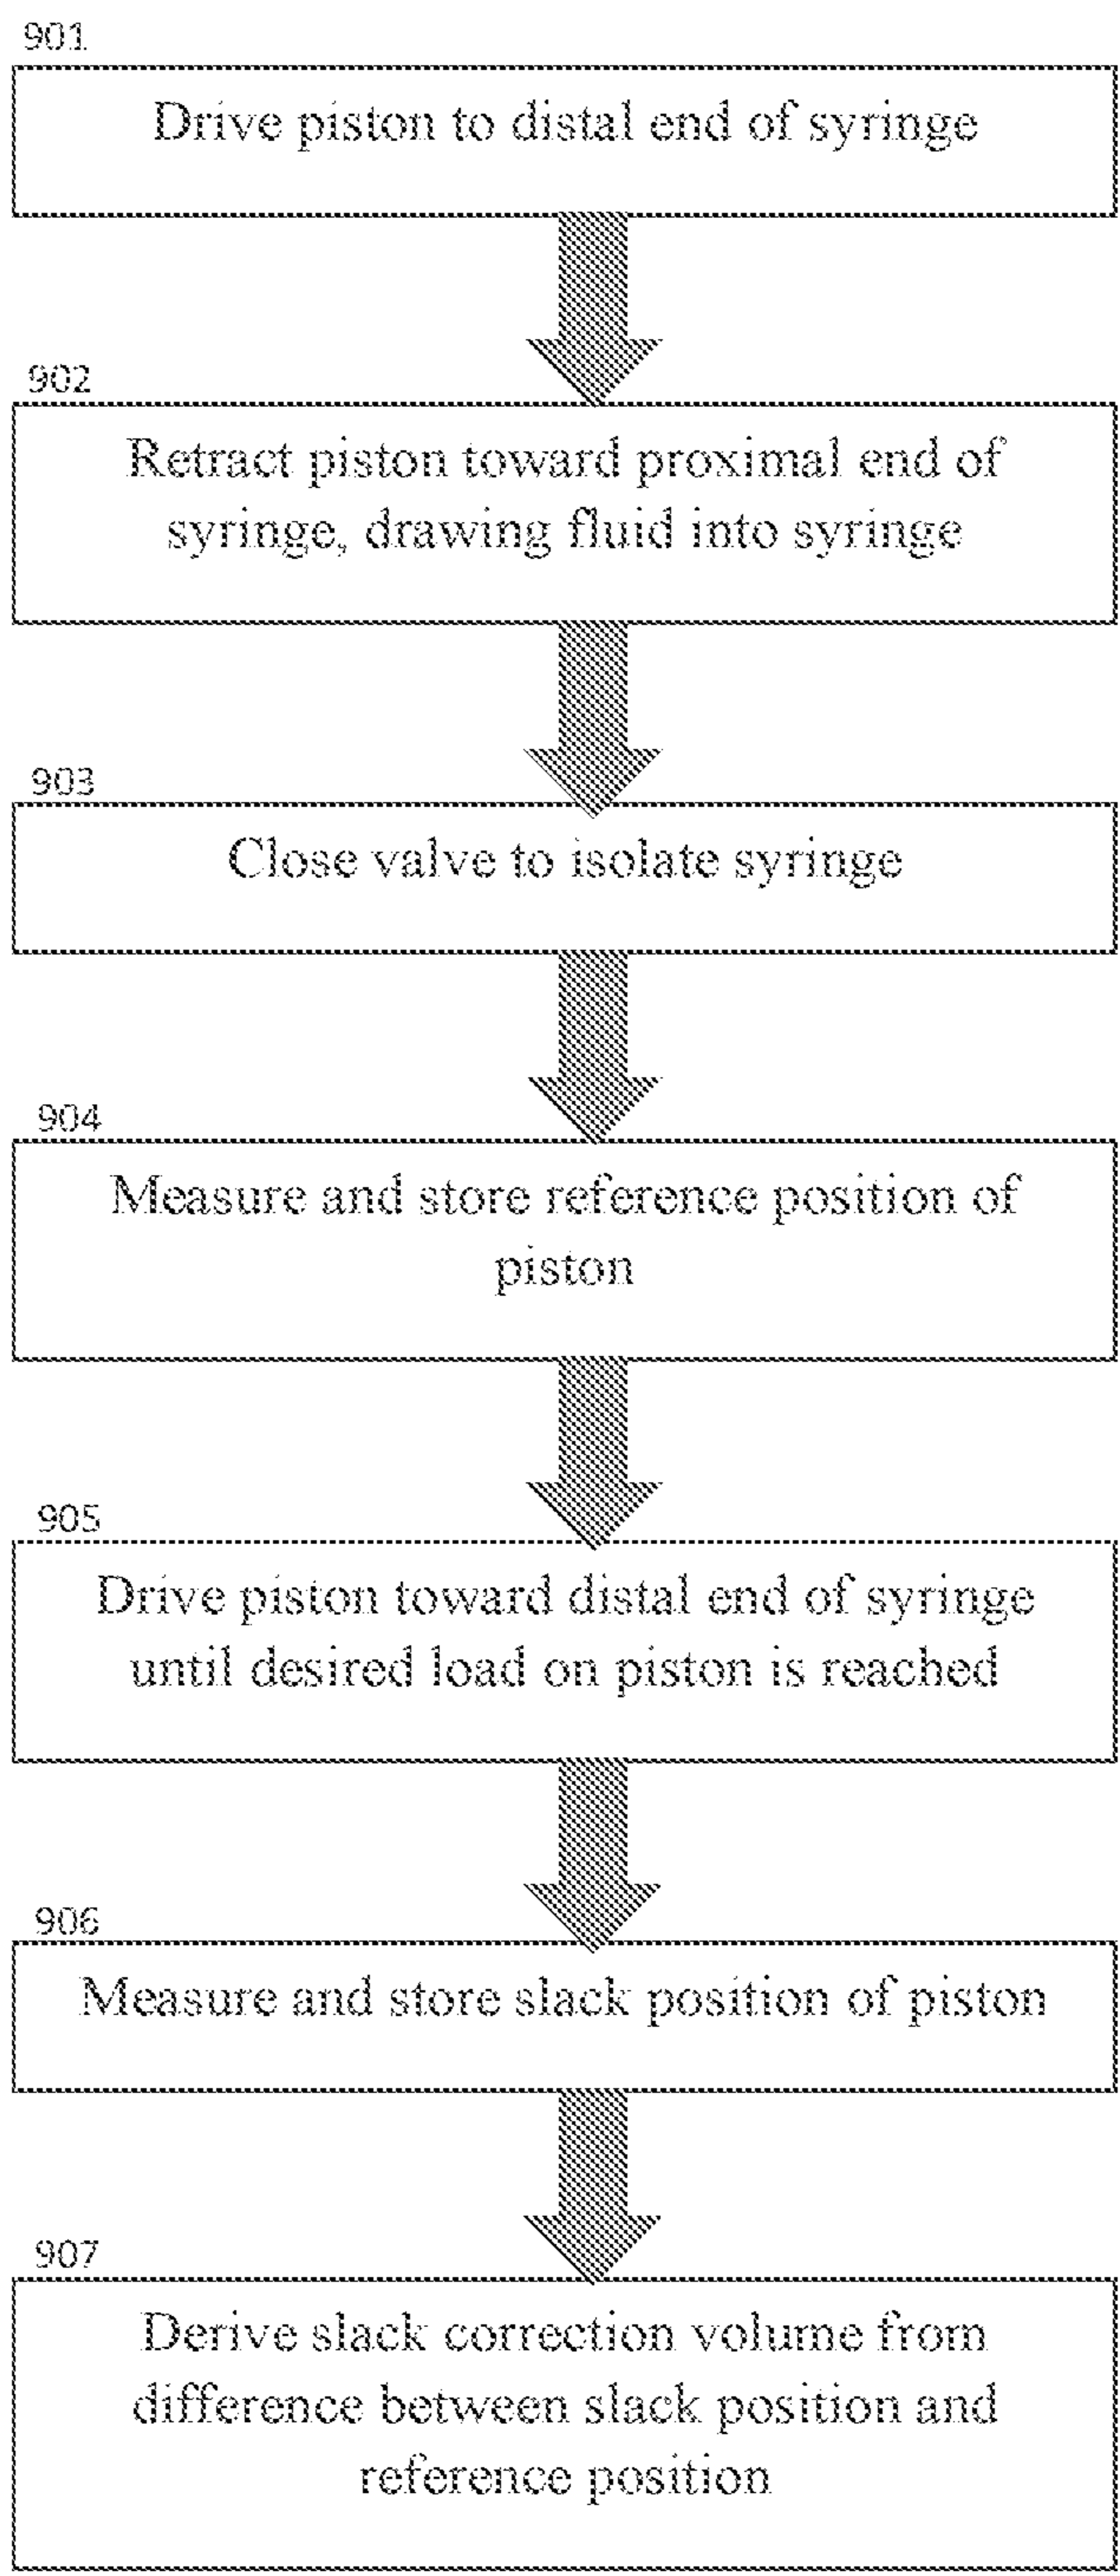 901
Drive piston to distal end of syringe
902
Retract piston toward proximal end of
syringe, drawing fluid into syringe
903
Close valve to isolate syringe
904
Measure and store reference position of
piston
905
Drive piston toward distal end of syringe
until desired load on piston is reached
906
Measure and store slack position of piston
907
Derive slack correction volume from
difference between slack position and
reference position